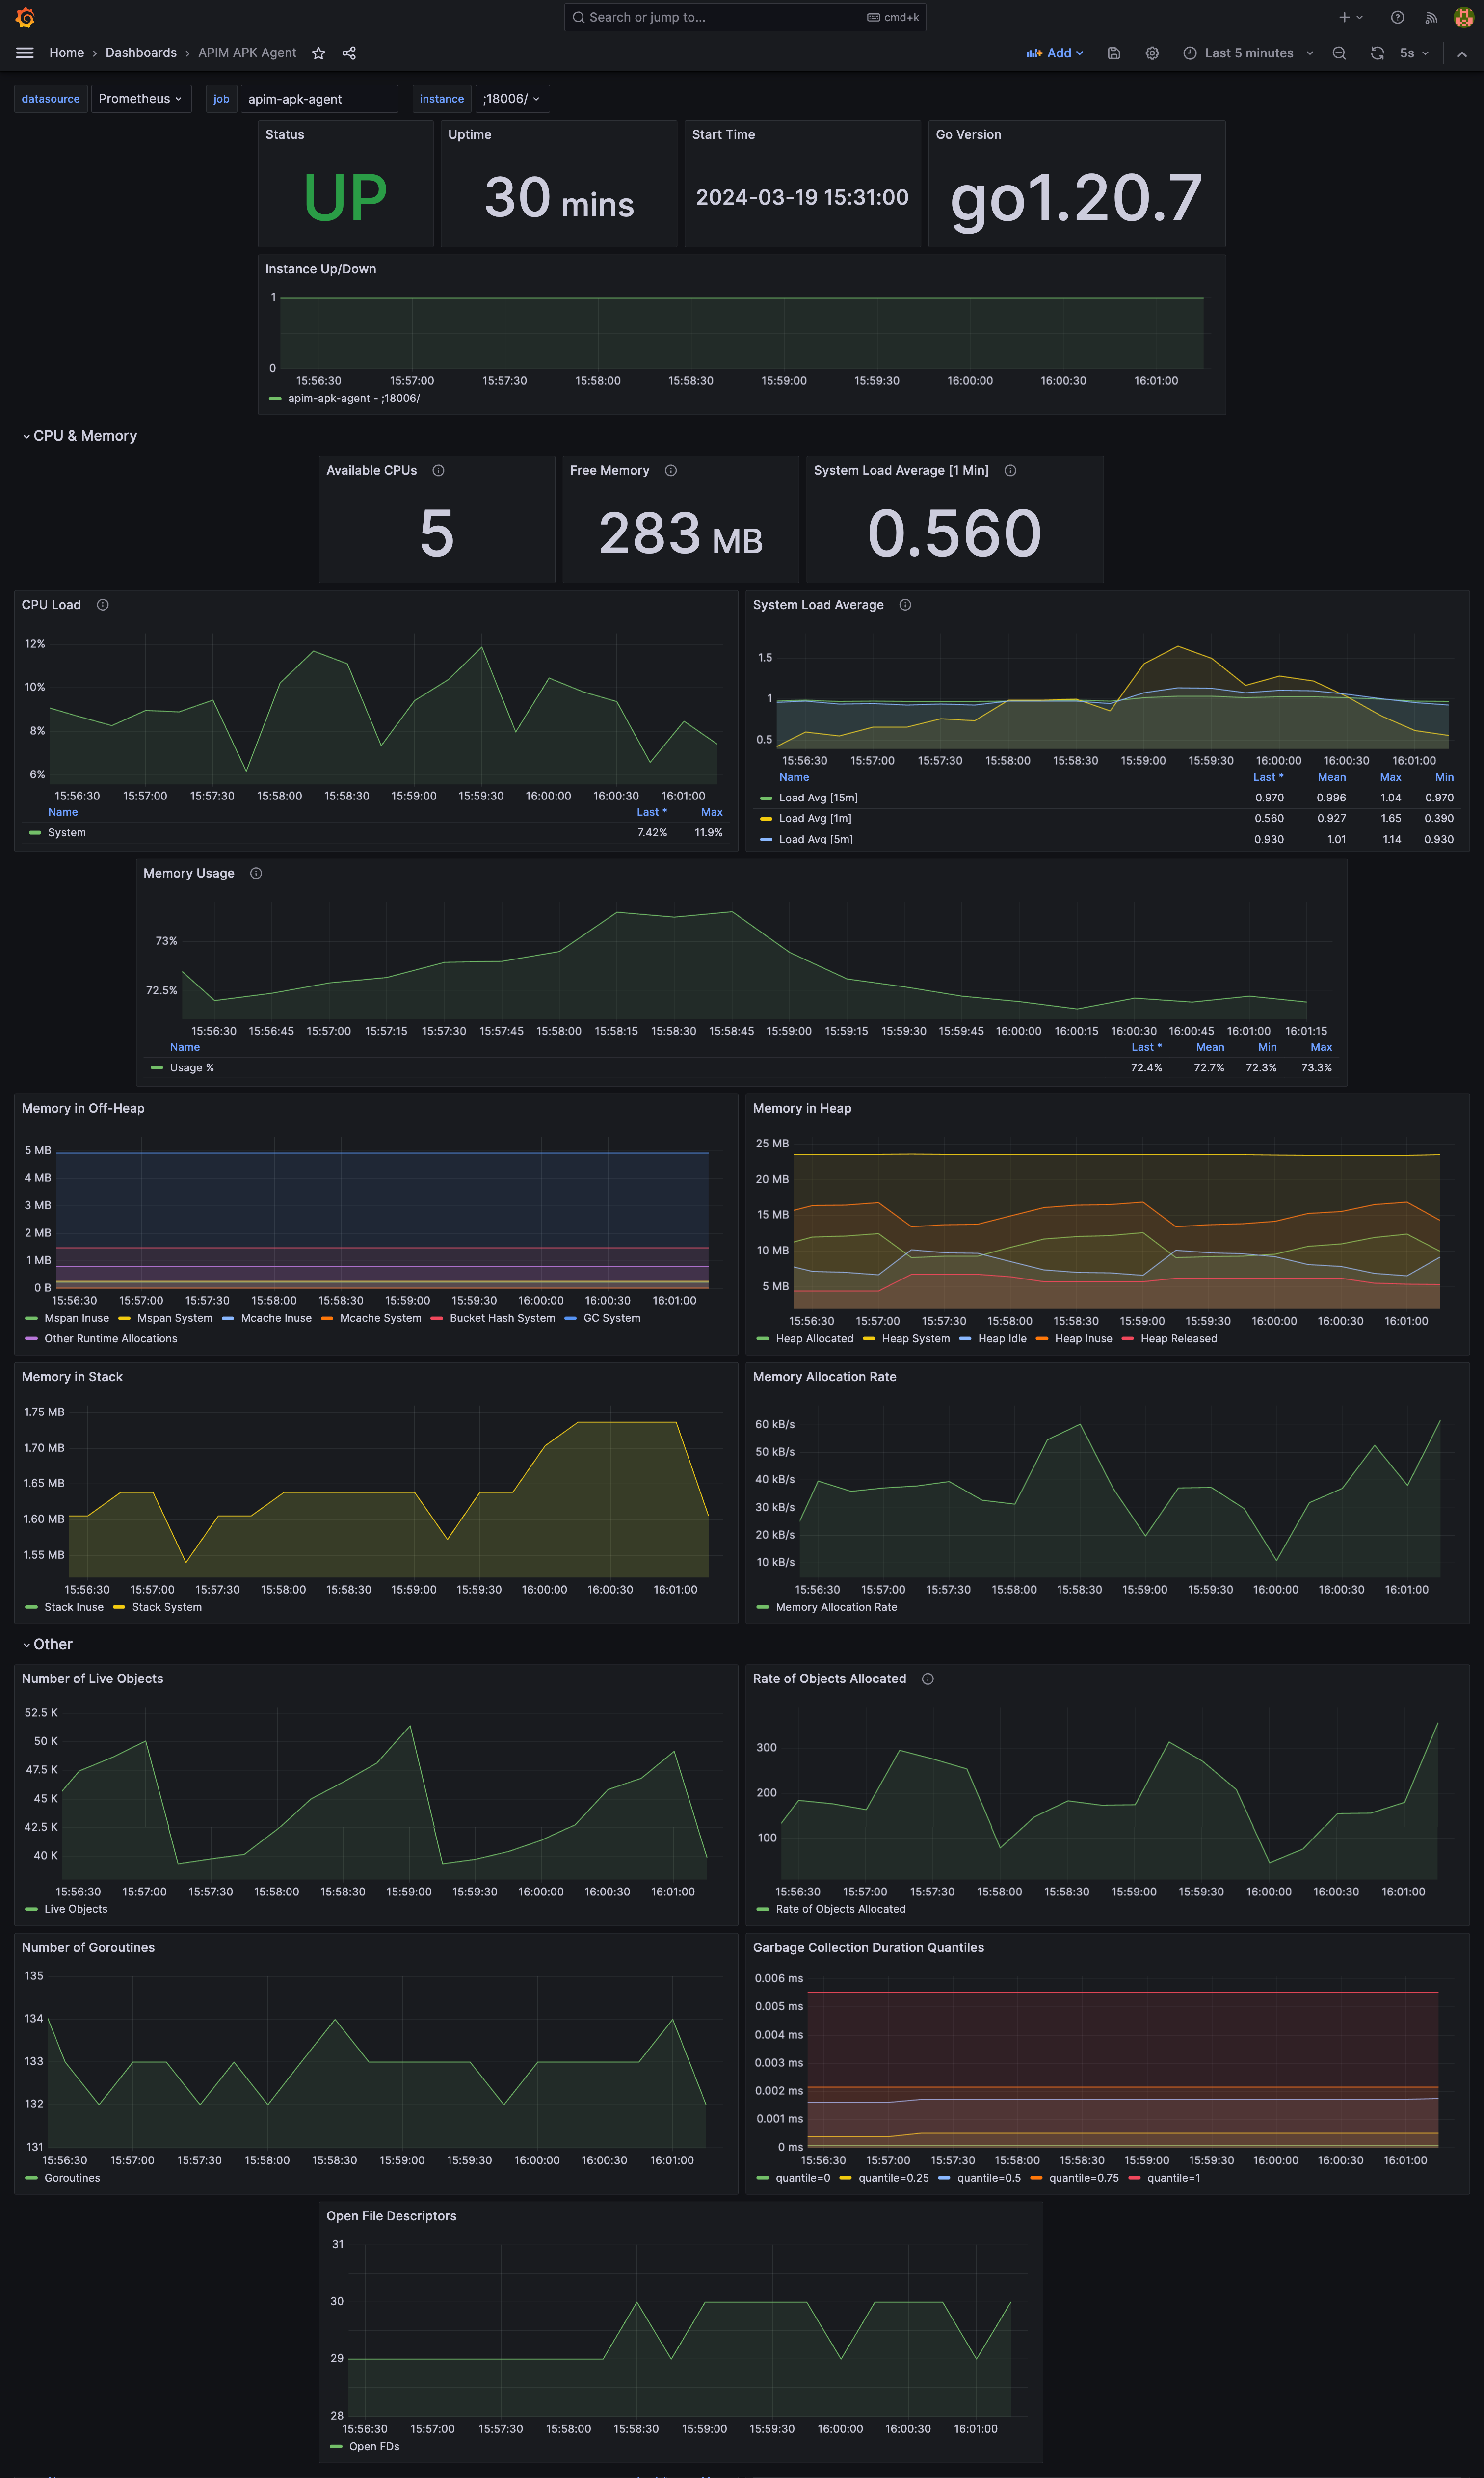 Search or jump to... cmd+k
Home › Dashboards › APIM APK Agent Add Last 5 minutes 5s
datasource Prometheus job apim-apk-agent instance ;18006/
Status Uptime Start Time Go Version
UP 30 mins 2024-03-19 15:31:00 go1.20.7
Instance Up/Down
1
0
15:56:30 15:57:00 15:57:30 15:58:00 15:58:30 15:59:00 15:59:30 16:00:00 16:00:30 16:01:00
apim-apk-agent - ;18006/
CPU & Memory
Available CPUs Free Memory System Load Average [1 Min]
5 283 MB 0.560
CPU Load
12%
10%
8%
6%
15:56:30 15:57:00 15:57:30 15:58:00 15:58:30 15:59:00 15:59:30 16:00:00 16:00:30 16:01:00
Name Last * Max
System 7.42% 11.9%
System Load Average
1.5
1
0.5
15:56:30 15:57:00 15:57:30 15:58:00 15:58:30 15:59:00 15:59:30 16:00:00 16:00:30 16:01:00
Name Last * Mean Max Min
Load Avg [15m] 0.970 0.996 1.04 0.970
Load Avg [1m] 0.560 0.927 1.65 0.390
Load Avg [5m] 0.930 1.01 1.14 0.930
Memory Usage
73%
72.5%
15:56:30 15:56:45 15:57:00 15:57:15 15:57:30 15:57:45 15:58:00 15:58:15 15:58:30 15:58:45 15:59:00 15:59:15 15:59:30 15:59:45 16:00:00 16:00:15 16:00:30 16:00:45 16:01:00 16:01:15
Name Last * Mean Min Max
Usage % 72.4% 72.7% 72.3% 73.3%
Memory in Off-Heap
5 MB
4 MB
3 MB
2 MB
1 MB
0 B
15:56:30 15:57:00 15:57:30 15:58:00 15:58:30 15:59:00 15:59:30 16:00:00 16:00:30 16:01:00
Mspan Inuse Mspan System Mcache Inuse Mcache System Bucket Hash System GC System
Other Runtime Allocations
Memory in Heap
25 MB
20 MB
15 MB
10 MB
5 MB
15:56:30 15:57:00 15:57:30 15:58:00 15:58:30 15:59:00 15:59:30 16:00:00 16:00:30 16:01:00
Heap Allocated Heap System Heap Idle Heap Inuse Heap Released
Memory in Stack
1.75 MB
1.70 MB
1.65 MB
1.60 MB
1.55 MB
15:56:30 15:57:00 15:57:30 15:58:00 15:58:30 15:59:00 15:59:30 16:00:00 16:00:30 16:01:00
Stack Inuse Stack System
Memory Allocation Rate
60 kB/s
50 kB/s
40 kB/s
30 kB/s
20 kB/s
10 kB/s
15:56:30 15:57:00 15:57:30 15:58:00 15:58:30 15:59:00 15:59:30 16:00:00 16:00:30 16:01:00
Memory Allocation Rate
Other
Number of Live Objects
52.5 K
50 K
47.5 K
45 K
42.5 K
40 K
15:56:30 15:57:00 15:57:30 15:58:00 15:58:30 15:59:00 15:59:30 16:00:00 16:00:30 16:01:00
Live Objects
Rate of Objects Allocated
300
200
100
15:56:30 15:57:00 15:57:30 15:58:00 15:58:30 15:59:00 15:59:30 16:00:00 16:00:30 16:01:00
Rate of Objects Allocated
Number of Goroutines
135
134
133
132
131
15:56:30 15:57:00 15:57:30 15:58:00 15:58:30 15:59:00 15:59:30 16:00:00 16:00:30 16:01:00
Goroutines
Garbage Collection Duration Quantiles
0.006 ms
0.005 ms
0.004 ms
0.003 ms
0.002 ms
0.001 ms
0 ms
15:56:30 15:57:00 15:57:30 15:58:00 15:58:30 15:59:00 15:59:30 16:00:00 16:00:30 16:01:00
quantile=0 quantile=0.25 quantile=0.5 quantile=0.75 quantile=1
Open File Descriptors
31
30
29
28
15:56:30 15:57:00 15:57:30 15:58:00 15:58:30 15:59:00 15:59:30 16:00:00 16:00:30 16:01:00
Open FDs